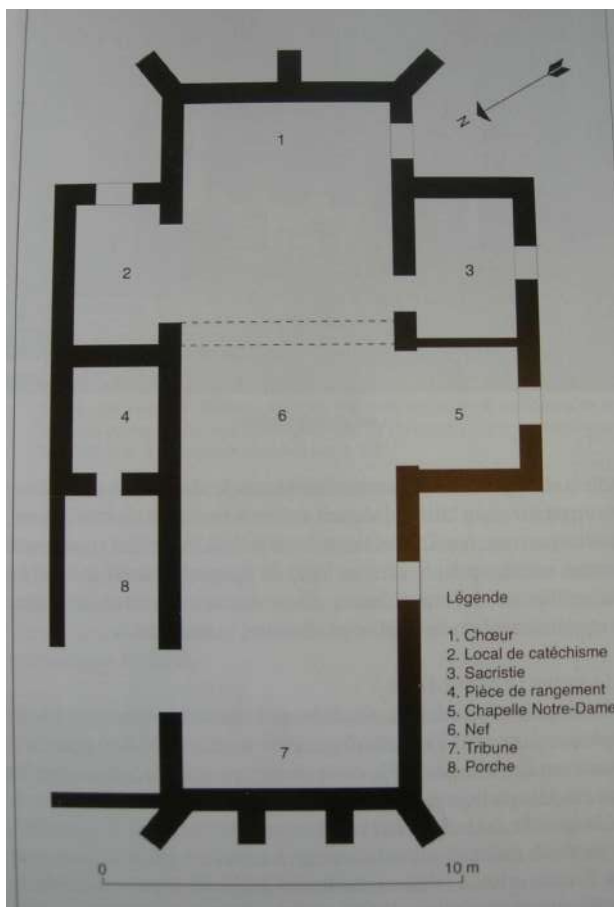 N
1
2
3
4
6
5
8
7
Légende
1. Chœur
2. Local de catéchisme
3. Sacristie
4. Pièce de rangement
5. Chapelle Notre-Dame
6. Nef
7. Tribune
8. Porche
0 10 m